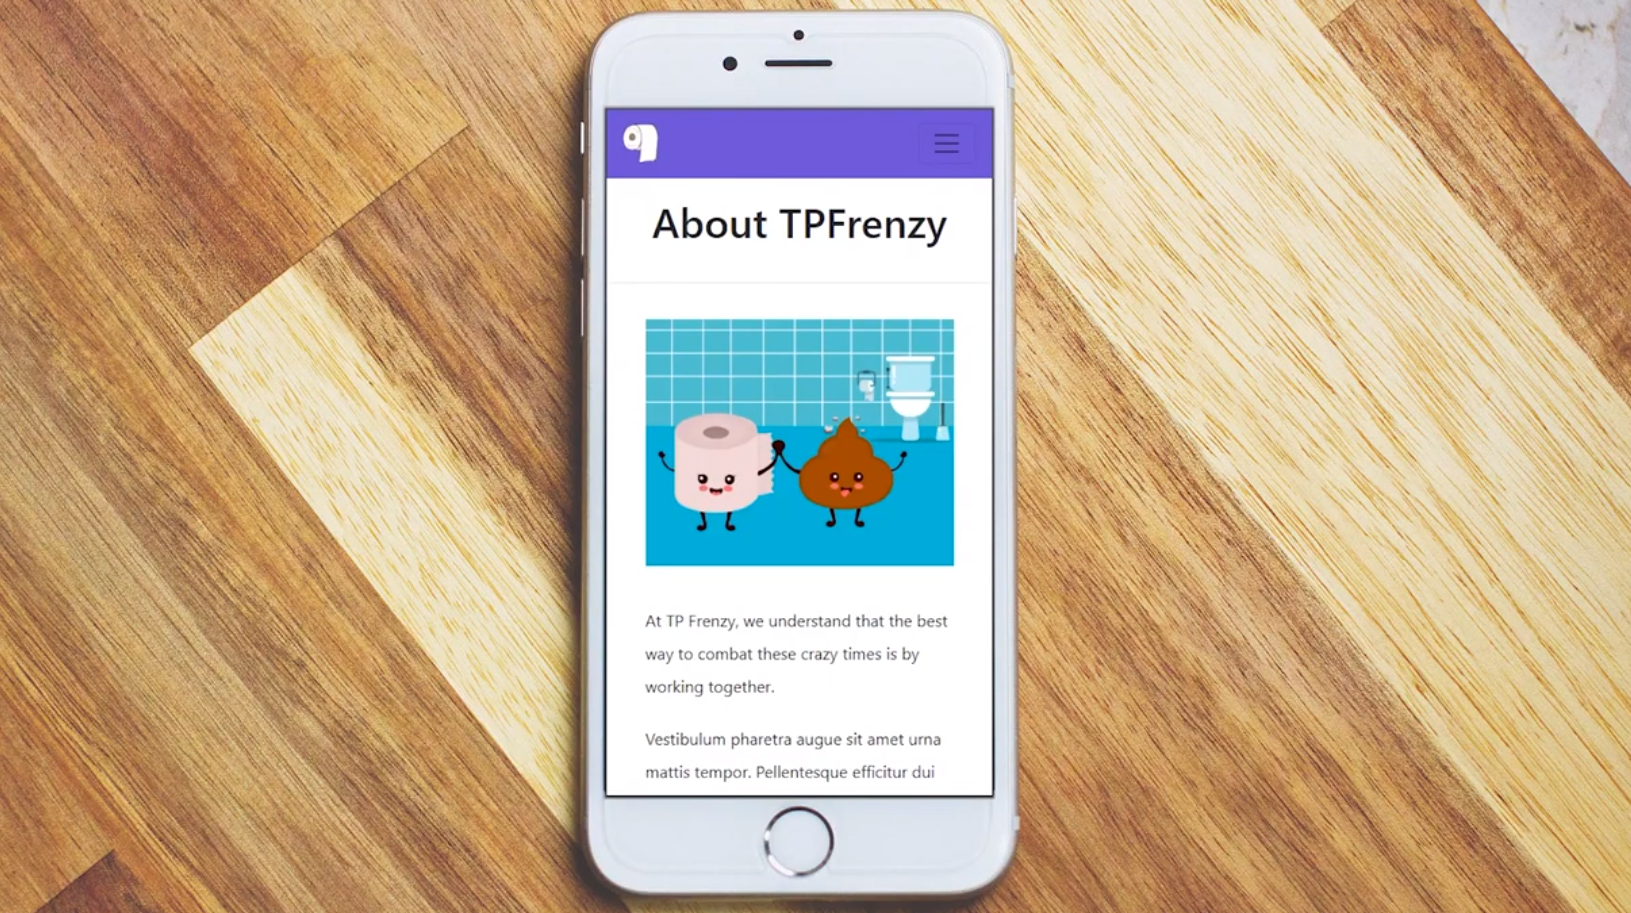 About TPFrenzy
At TP Frenzy, we understand that the best
way to combat these crazy times is by
working together.
Vestibulum pharetra augue sit amet urna
mattis tempor. Pellentesque efficitur dui